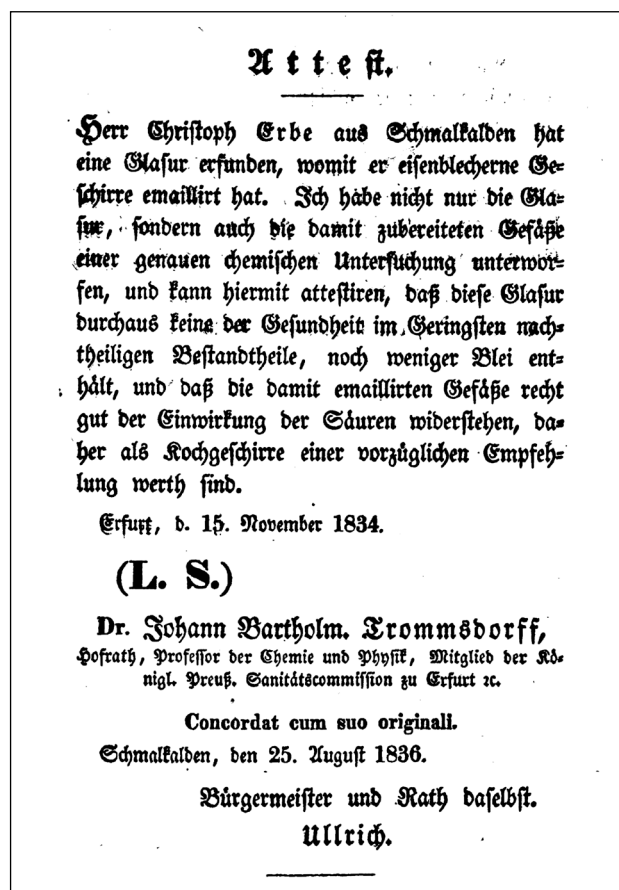 Attest.
Herr Christoph Erbe aus Schmalkalden hat
eine Glasur erfunden, womit er eisenblecherne Ge=
schirre emaillirt hat. Ich habe nicht nur die Gla=
sur, sondern auch die damit zubereiteten Gefäße
einer genauen chemischen Untersuchung unterwor=
fen, und kann hiermit attestiren, daß diese Glasur
durchaus keine der Gesundheit im Geringsten nach=
theiligen Bestandtheile, noch weniger Blei ent=
hält, und daß die damit emaillirten Gefäße recht
gut der Einwirkung der Säuren widerstehen, da=
her als Kochgeschirre einer vorzüglichen Empfeh=
lung werth sind.
Erfurt, d. 15. November 1834.
(L. S.)
Dr. Johann Bartholm. Trommsdorff,
Hofrath, Professor der Chemie und Physik, Mitglied der Kö=
nigl. Preuß. Sanitätscommission zu Erfurt ꝛc.
Concordat cum suo originali.
Schmalkalden, den 25. August 1836.
Bürgermeister und Rath daselbst.
Ullrich.